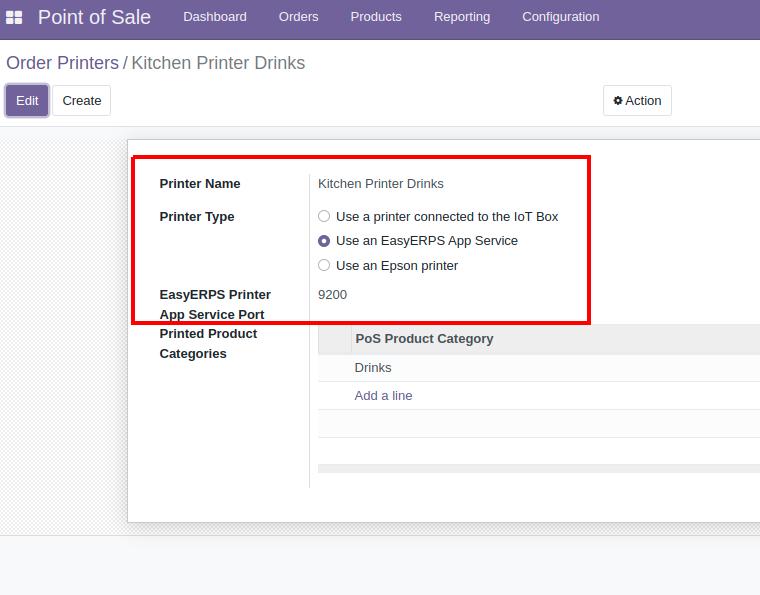 Point of Sale Dashboard Orders Products Reporting Configuration
Order Printers / Kitchen Printer Drinks
Edit Create Action
Printer Name Kitchen Printer Drinks
Printer Type Use a printer connected to the IoT Box
Use an EasyERPS App Service
Use an Epson printer
EasyERPS Printer 9200
App Service Port
Printed Product
Categories
PoS Product Category
Drinks
Add a line